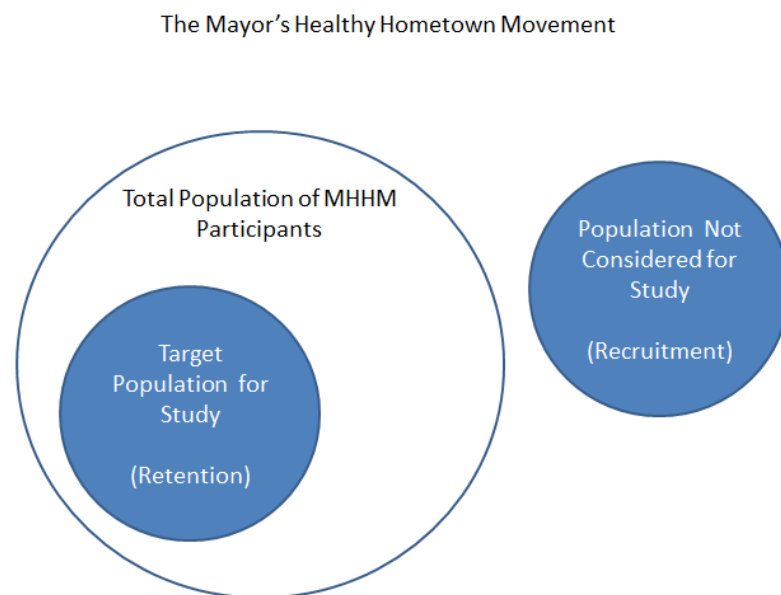 The Mayor’s Healthy Hometown Movement
Total Population of MHHM
Participants
Population Not
Considered for
Study
(Recruitment)
Target
Population for
Study
(Retention)